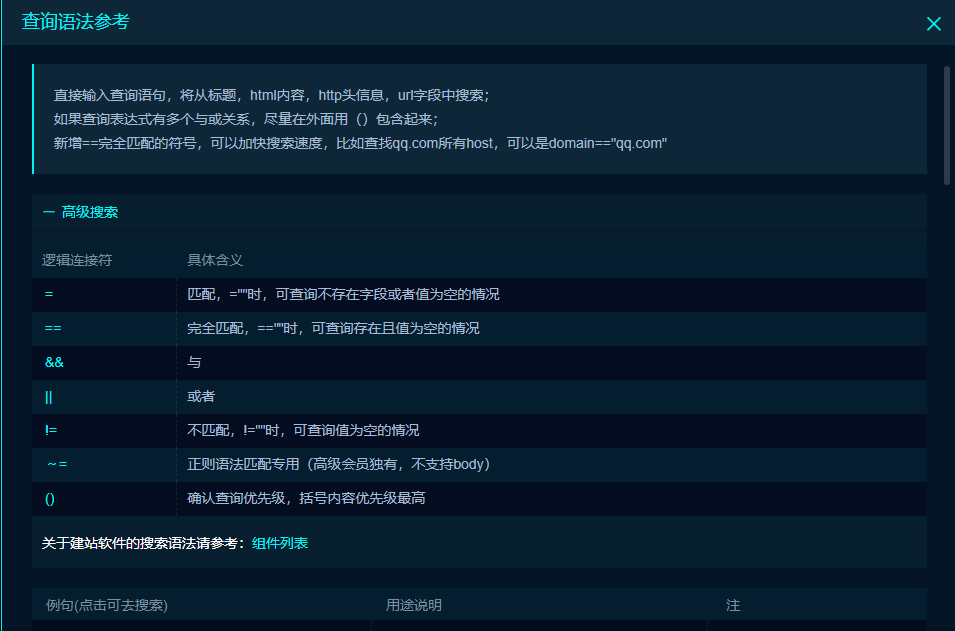 查询语法参考
直接输入查询语句，将从标题，html内容，http头信息，url字段中搜索；
如果查询表达式有多个与或关系，尽量在外面用（）包含起来；
新增==完全匹配的符号，可以加快搜索速度，比如查找qq.com所有host，可以是domain=="qq.com"
高级搜索
逻辑连接符 具体含义
= 匹配，=""时，可查询不存在字段或者值为空的情况
== 完全匹配，==""时，可查询存在且值为空的情况
&& 与
|| 或者
!= 不匹配，!=""时，可查询值为空的情况
~= 正则语法匹配专用（高级会员独有，不支持body）
() 确认查询优先级，括号内容优先级最高
关于建站软件的搜索语法请参考：组件列表
例句(点击可去搜索) 用途说明 注